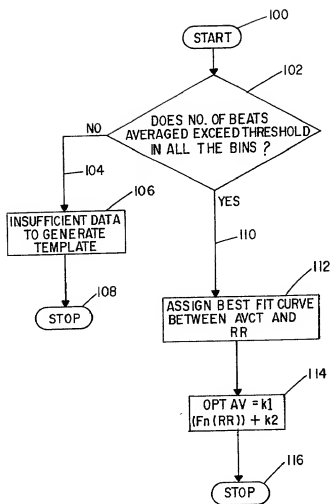 100
START
102
DOES NO. OF BEATS
AVERAGED EXCEED THRESHOLD
IN ALL THE BINS ?
NO
104
106
INSUFFICIENT DATA
TO GENERATE
TEMPLATE
YES
110
108
STOP
112
ASSIGN BEST FIT CURVE
BETWEEN AVCT AND
RR
114
OPT AV = k1
(Fn (RR)) + k2
116
STOP